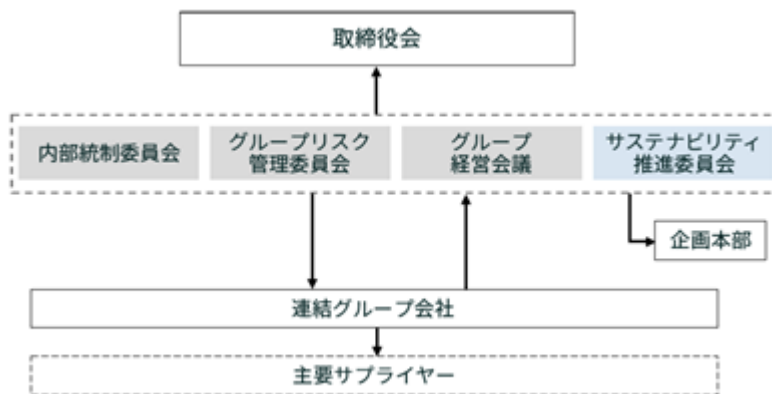 取締役会
内部統制委員会
グループリスク
管理委員会
グループ
経営会議
サステナビリティ
推進委員会
企画本部
連結グループ会社
主要サプライヤー